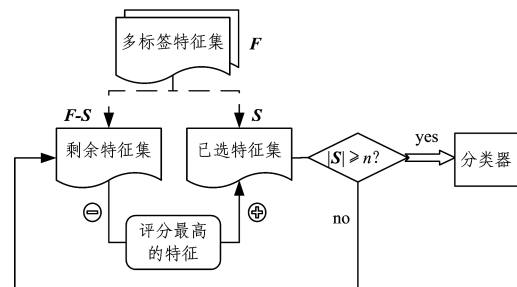 多标签特征集
F
F-S
S
剩余特征集
已选特征集
|S|≥n?
yes
分类器
⊖
评分最高
的特征
⊕
no